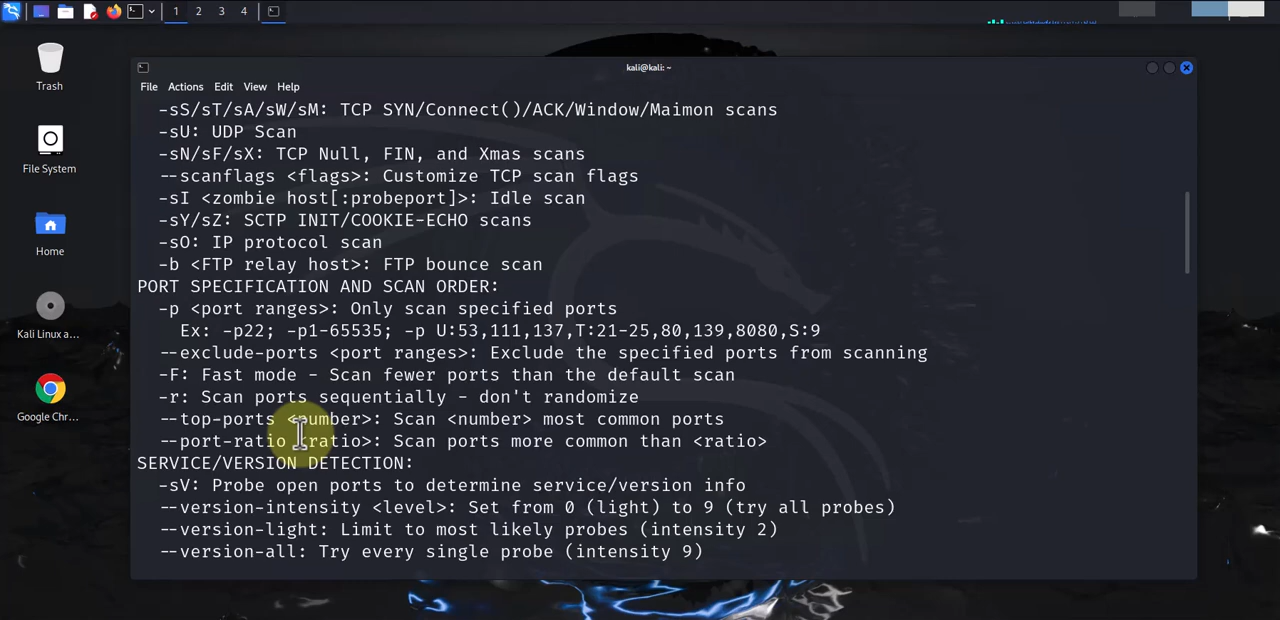 1 2 3 4
Trash
File System
Home
Kali Linux a...
Google Chr...
kali@kali: ~
File Actions Edit View Help
-sS/sT/sA/sW/sM: TCP SYN/Connect()/ACK/Window/Maimon scans
-sU: UDP Scan
-sN/sF/sX: TCP Null, FIN, and Xmas scans
--scanflags <flags>: Customize TCP scan flags
-sI <zombie host[:probeport]>: Idle scan
-sY/sZ: SCTP INIT/COOKIE-ECHO scans
-sO: IP protocol scan
-b <FTP relay host>: FTP bounce scan
PORT SPECIFICATION AND SCAN ORDER:
-p <port ranges>: Only scan specified ports
Ex: -p22; -p1-65535; -p U:53,111,137,T:21-25,80,139,8080,S:9
--exclude-ports <port ranges>: Exclude the specified ports from scanning
-F: Fast mode - Scan fewer ports than the default scan
-r: Scan ports sequentially - don't randomize
--top-ports <number>: Scan <number> most common ports
--port-ratio <ratio>: Scan ports more common than <ratio>
SERVICE/VERSION DETECTION:
-sV: Probe open ports to determine service/version info
--version-intensity <level>: Set from 0 (light) to 9 (try all probes)
--version-light: Limit to most likely probes (intensity 2)
--version-all: Try every single probe (intensity 9)